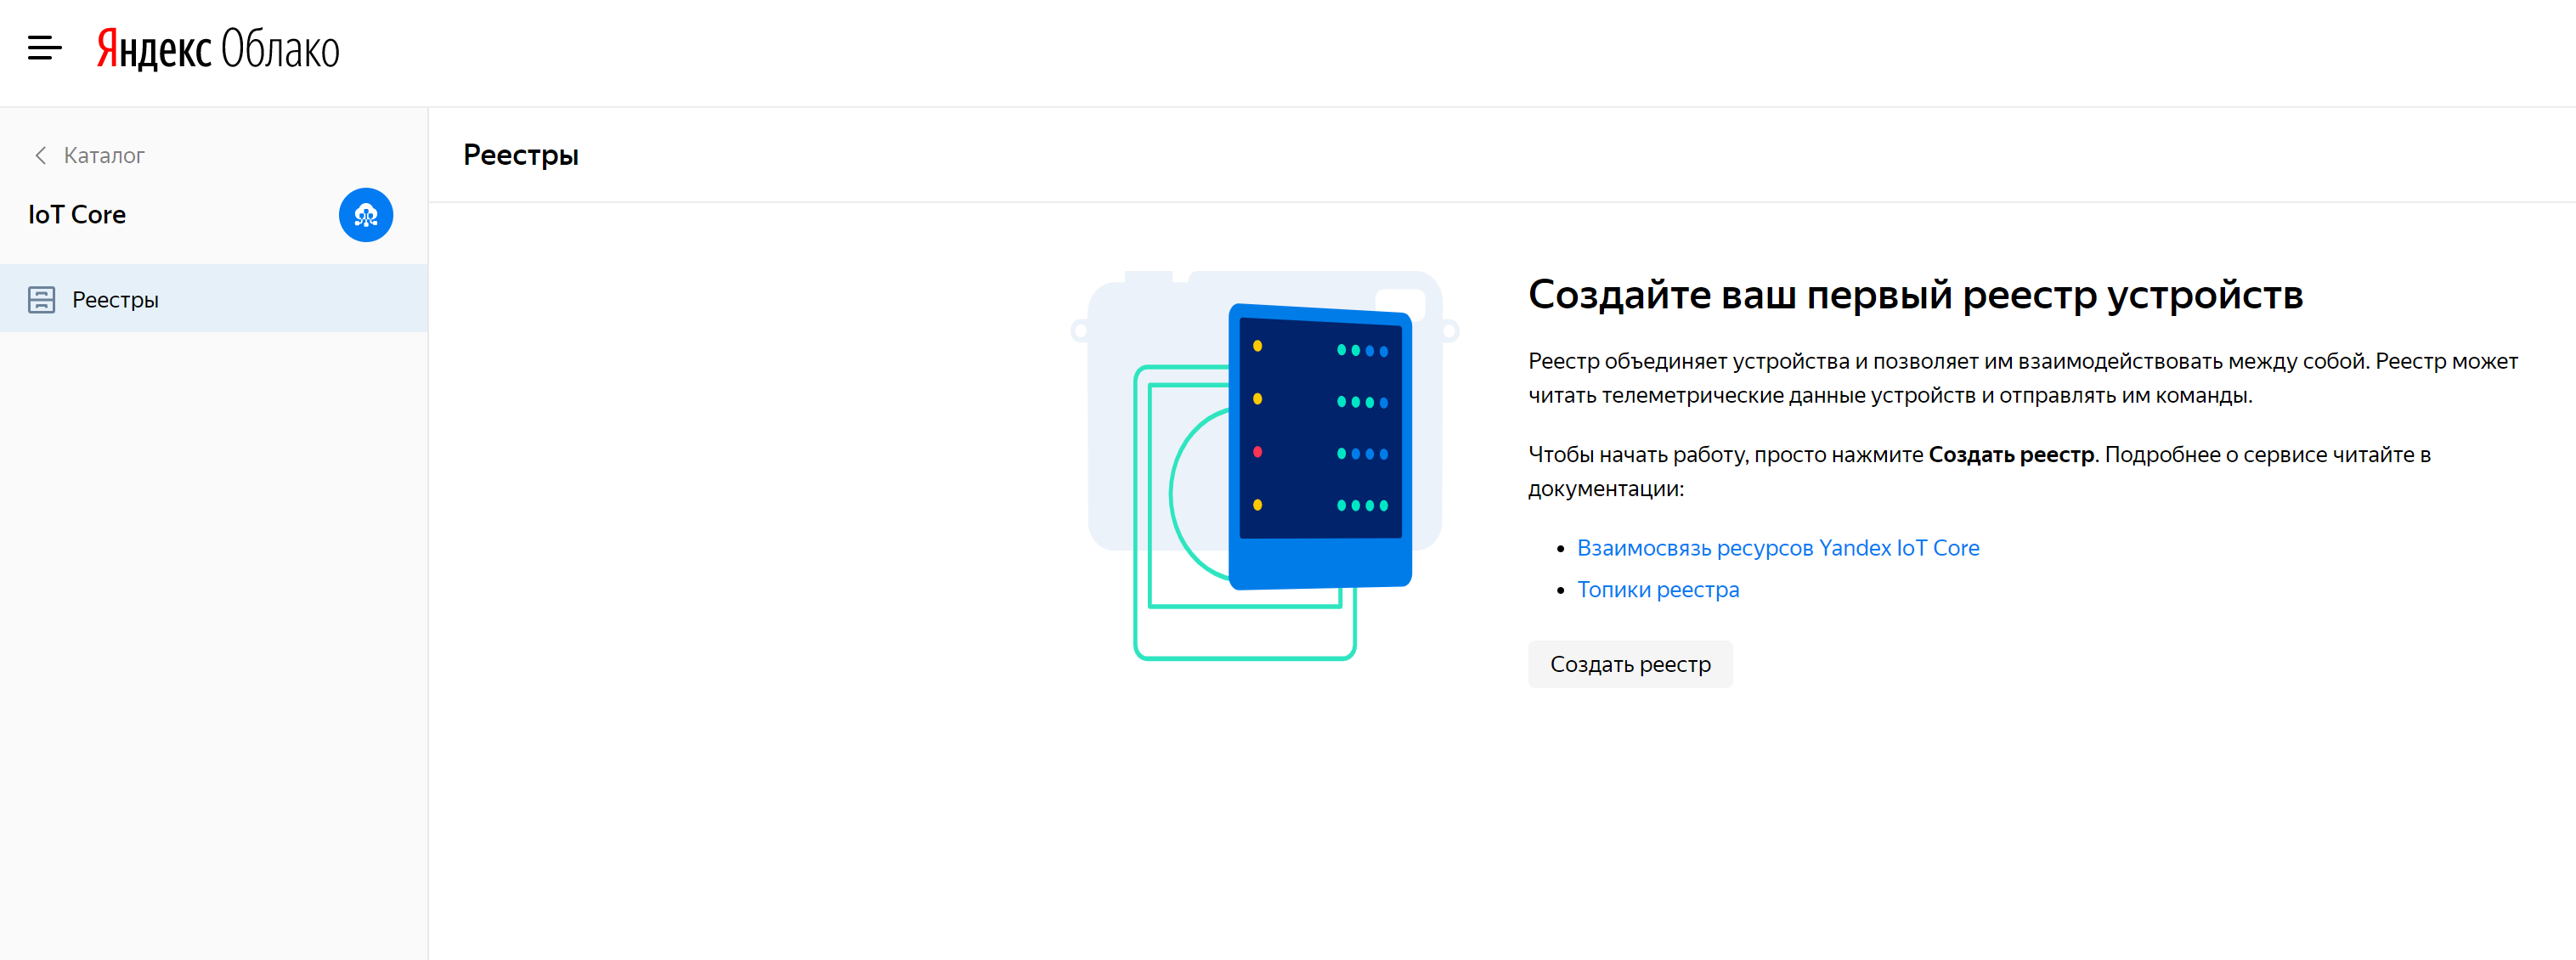 Яндекс Облако
Каталог
IoT Core
Реестры
Реестры
Создайте ваш первый реестр устройств
Реестр объединяет устройства и позволяет им взаимодействовать между собой. Реестр может
читать телеметрические данные устройств и отправлять им команды.
Чтобы начать работу, просто нажмите Создать реестр. Подробнее о сервисе читайте в
документации:
Взаимосвязь ресурсов Yandex IoT Core
Топики реестра
Создать реестр